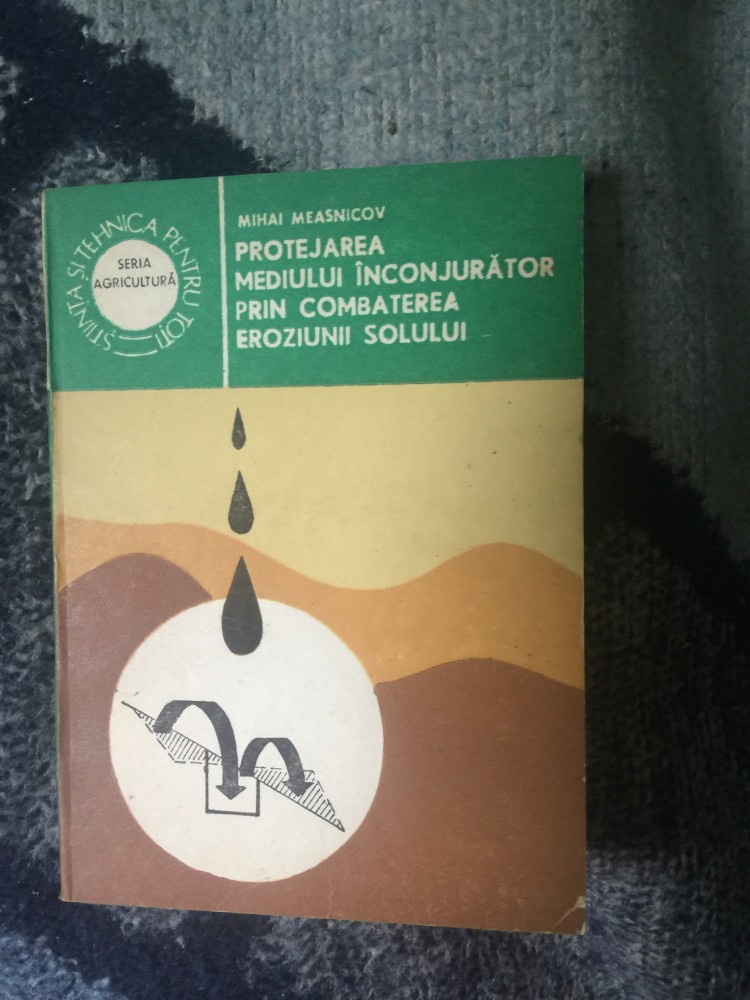 ȘTIINȚA ȘI TEHNICA PENTRU TOȚI
SERIA
AGRICULTURĂ
MIHAI MEASNICOV
PROTEJAREA
MEDIULUI ÎNCONJURĂTOR
PRIN COMBATEREA
EROZIUNII SOLULUI